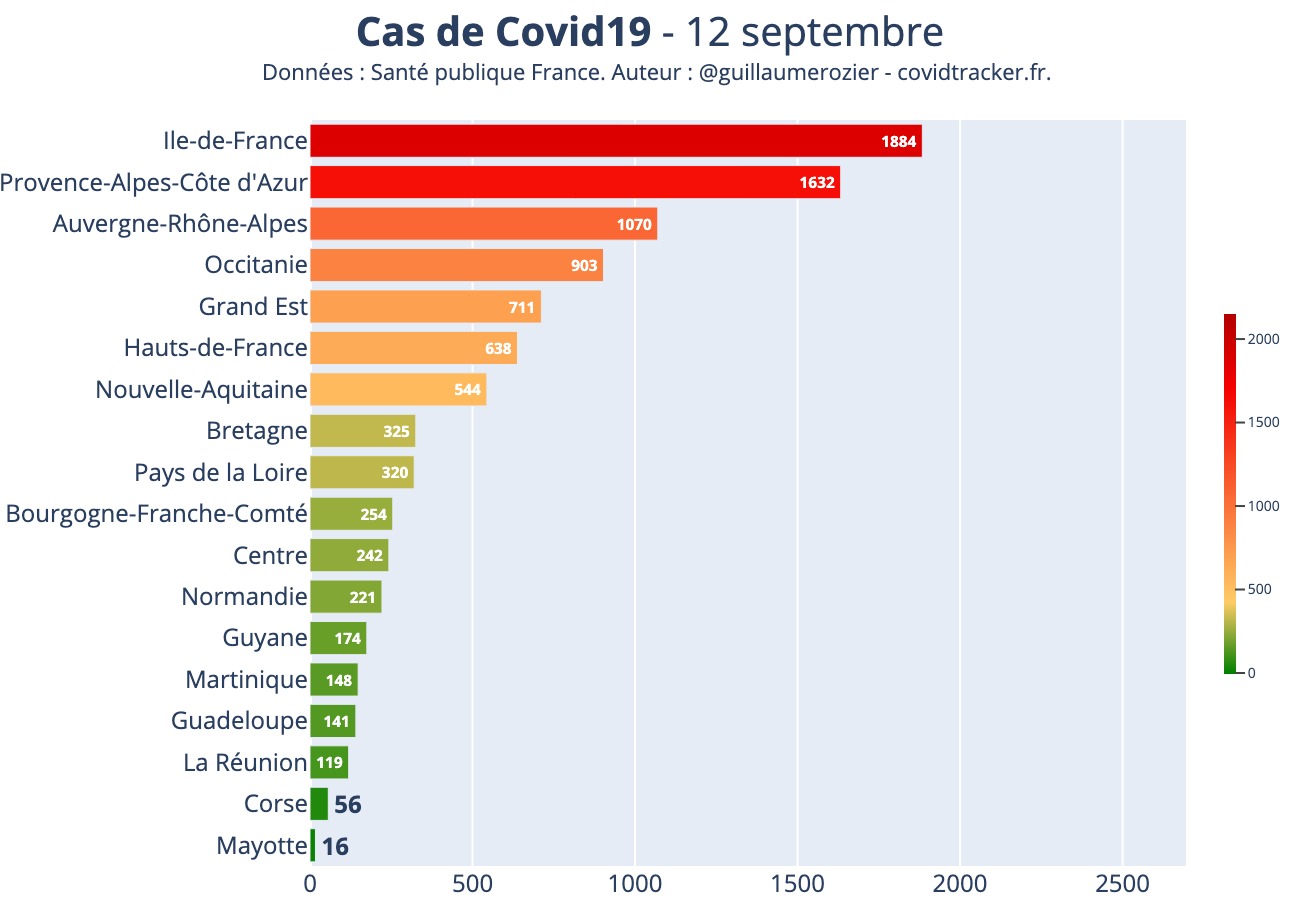 Cas de Covid19 - 12 septembre
Données : Santé publique France. Auteur : @guillaumerozier - covidtracker.fr.
Ile-de-France 1884
Provence-Alpes-Côte d'Azur 1632
Auvergne-Rhône-Alpes 1070
Occitanie 903
Grand Est 711
Hauts-de-France 638
Nouvelle-Aquitaine 544
Bretagne 325
Pays de la Loire 320
Bourgogne-Franche-Comté 254
Centre 242
Normandie 221
Guyane 174
Martinique 148
Guadeloupe 141
La Réunion 119
Corse 56
Mayotte 16
0 500 1000 1500 2000 2500
2000
1500
1000
500
0